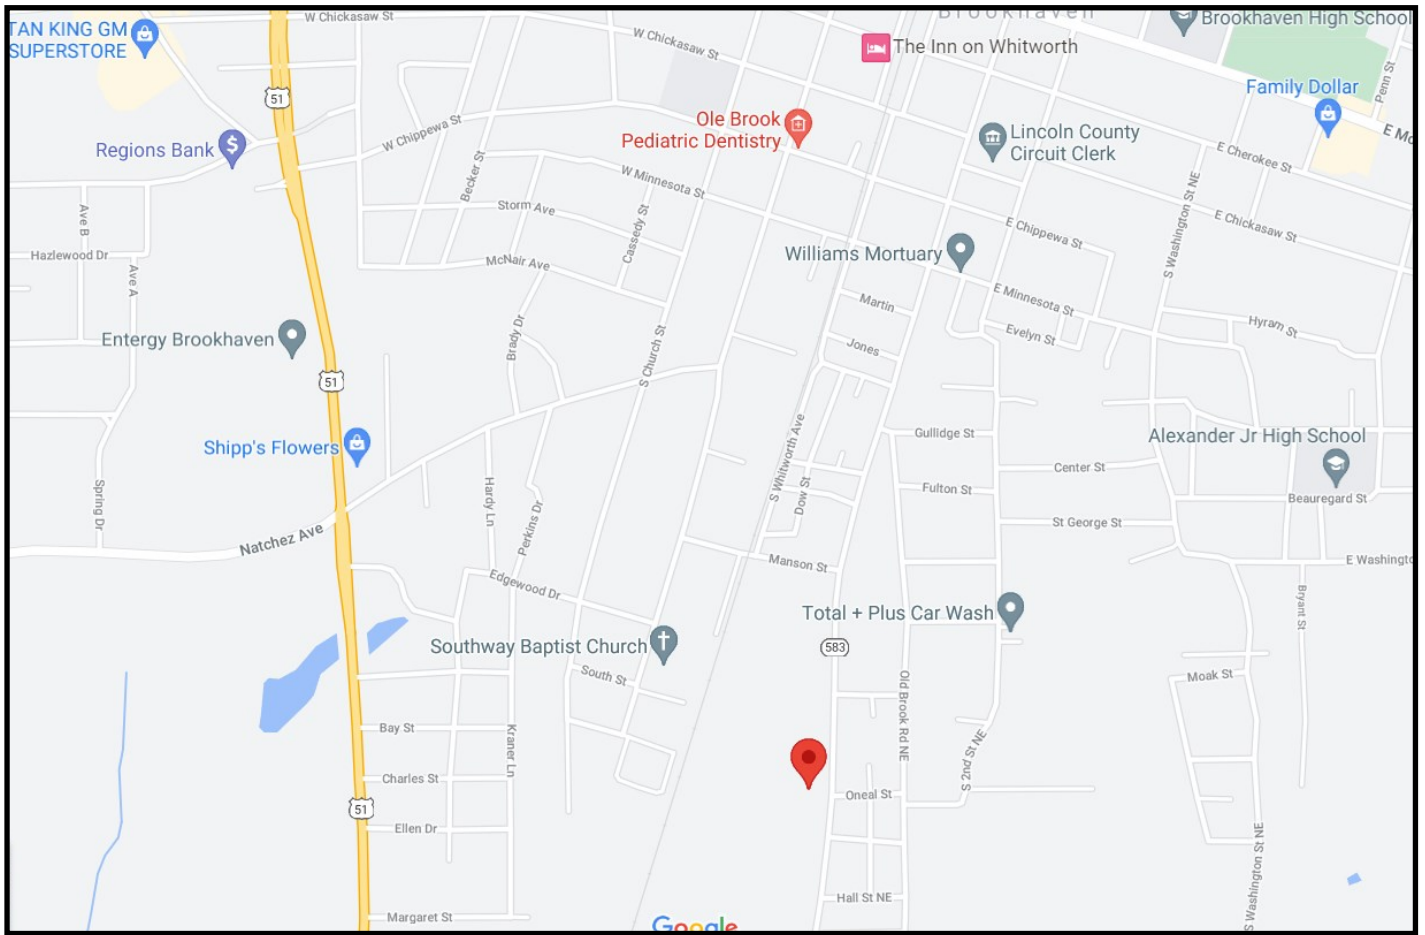 W Chickasaw St
Brookhaven
Brookhaven High School
TAN KING GM
SUPERSTORE
W Chickasaw St
The Inn on Whitworth
Penn St
Family Dollar
51
Ole Brook
Pediatric Dentistry
Lincoln County
Circuit Clerk
E Mo
W Chippewa St
Regions Bank
E Cherokee St
Becker St
W Minnesota St
S Washington St NE
Ave B
Storm Ave
Cassedy St
E Chippewa St
E Chickasaw St
Hazlewood Dr
McNair Ave
Williams Mortuary
Ave A
Martin
E Minnesota St
Hyram St
Entergy Brookhaven
Brady Dr
S Church St
Jones
Evelyn St
51
Shipp's Flowers
S Whitworth Ave
Gullidge St
Alexander Jr High School
Center St
Spring Dr
Hardy Ln
Perkins Dr
Dow St
Fulton St
Beauregard St
Natchez Ave
St George St
Manson St
E Washingto
Edgewood Dr
Bryant St
Total + Plus Car Wash
Southway Baptist Church
583
South St
Old Brook Rd NE
Moak St
Bay St
Kraner Ln
S 2nd St NE
Charles St
Oneal St
51
Ellen Dr
S Washington St NE
Hall St NE
Margaret St
Google